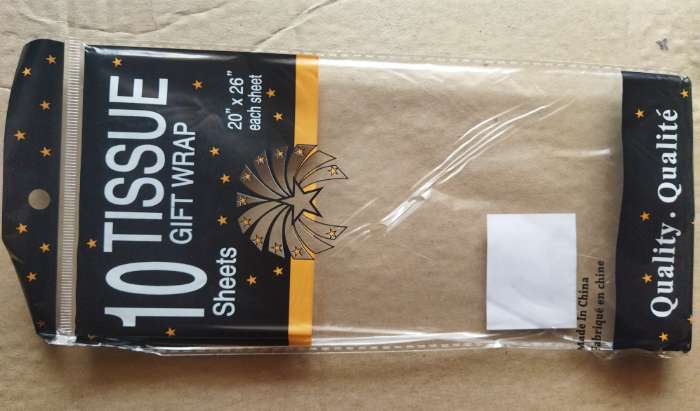 10 TISSUE
GIFT WRAP
Sheets
20" x 26"
each sheet
Made In China
Fabriqué en chine
Quality . Qualité